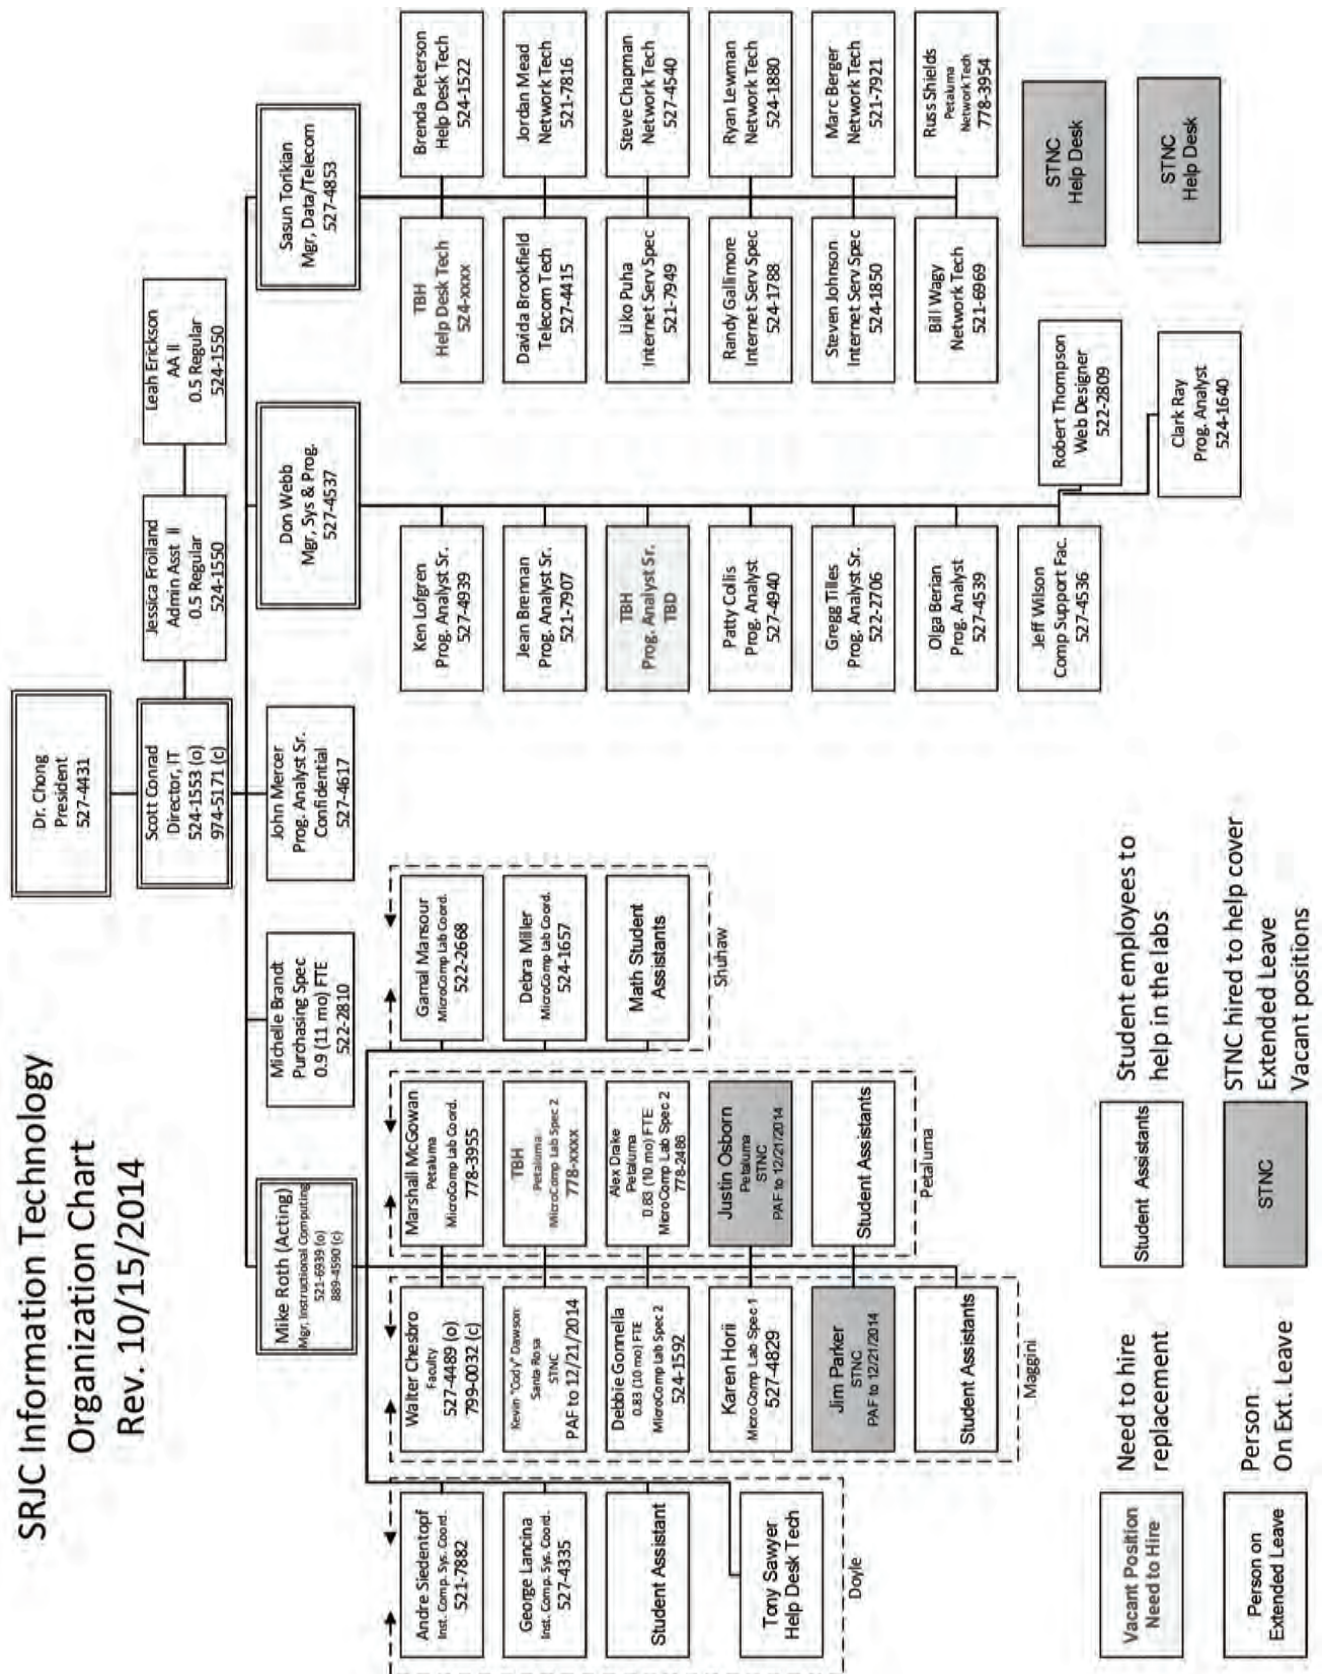 SRJC Information Technology
Organization Chart
Rev. 10/15/2014
Dr. Chong
President
527-4431
Scott Conrad
Director, IT
524-1553 (o)
974-5171 (c)
Jessica Froiland
Admin Asst II
0.5 Regular
524-1550
Leah Erickson
AA II
0.5 Regular
524-1550
Mike Roth (Acting)
Mgr, Instructional Computing
521-6939 (o)
889-4590 (c)
Michelle Brandt
Purchasing Spec
0.9 (11 mo) FTE
522-2810
John Mercer
Prog. Analyst Sr.
Confidential
527-4617
Don Webb
Mgr, Sys & Prog.
527-4537
Sasun Torikian
Mgr, Data/Telecom
527-4853
Andre Siedentopf
Inst. Comp. Sys. Coord.
521-7882
George Lancina
Inst. Comp. Sys. Coord.
527-4335
Student Assistant
Tony Sawyer
Help Desk Tech
Doyle
Walter Chesbro
Faculty
527-4489 (o)
799-0032 (c)
Kevin "Cody" Dawson
Santa Rosa
STNC
PAF to 12/21/2014
Debbie Gonnella
0.83 (10 mo) FTE
MicroComp Lab Spec 2
524-1592
Karen Horii
MicroComp Lab Spec 1
527-4829
Jim Parker
STNC
PAF to 12/21/2014
Student Assistants
Maggini
Marshall McGowan
Petaluma
MicroComp Lab Coord.
778-3955
TBH
Petaluma
MicroComp Lab Spec 2
778-xxxx
Alex Drake
Petaluma
0.83 (10 mo) FTE
MicroComp Lab Spec 2
778-2486
Justin Osborn
Petaluma
STNC
PAF to 12/21/2014
Student Assistants
Petaluma
Gamal Mansour
MicroComp Lab Coord.
522-2668
Debra Miller
MicroComp Lab Coord.
524-1657
Math Student
Assistants
Shuhaw
Ken Lofgren
Prog. Analyst Sr.
527-4939
Jean Brennan
Prog. Analyst Sr.
521-7907
TBH
Prog. Analyst Sr.
TBD
Patty Collis
Prog. Analyst
527-4940
Gregg Tilles
Prog. Analyst Sr.
522-2706
Olga Berian
Prog. Analyst
527-4539
Jeff Wilson
Comp Support Fac.
527-4536
Robert Thompson
Web Designer
522-2809
Clark Ray
Prog. Analyst
524-1640
TBH
Help Desk Tech
524-xxxx
Davida Brookfield
Telecom Tech
527-4415
Liko Puha
Internet Serv Spec
521-7949
Randy Gallimore
Internet Serv Spec
524-1788
Steven Johnson
Internet Serv Spec
524-1850
Bill Wagy
Network Tech
521-6969
Brenda Peterson
Help Desk Tech
524-1522
Jordan Mead
Network Tech
521-7816
Steve Chapman
Network Tech
527-4540
Ryan Lewman
Network Tech
524-1880
Marc Berger
Network Tech
521-7921
Russ Shields
Petaluma
Network Tech
778-3954
STNC
Help Desk
STNC
Help Desk
Vacant Position
Need to Hire
Need to hire
replacement
Student Assistants
Student employees to
help in the labs
Person on
Extended Leave
Person:
On Ext. Leave
STNC
STNC hired to help cover
Extended Leave
Vacant positions